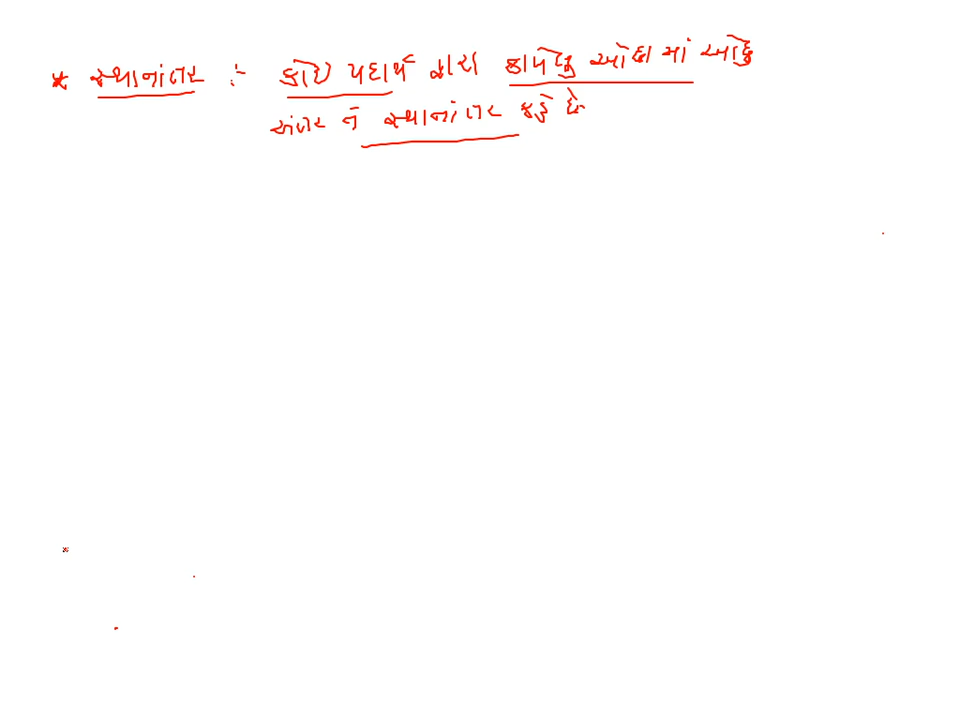 * સ્થાનાંતર :- કોઇ પદાર્થ દ્વારા કાપેલુ ઓછા માં ઓછુ
અંતર ને સ્થાનાંતર કહે છે